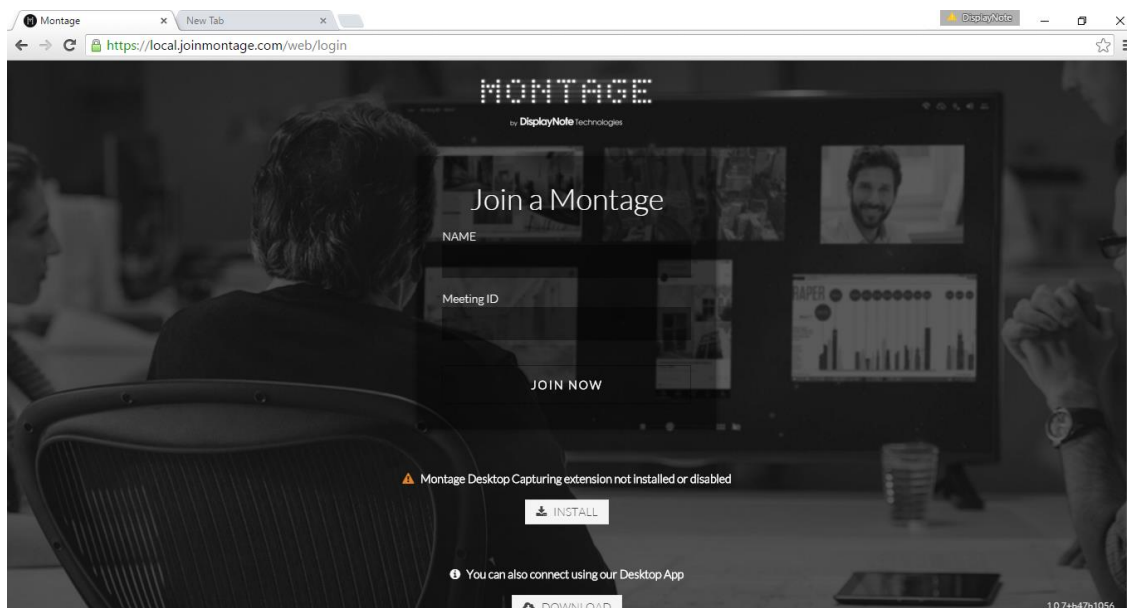 Montage
New Tab
DisplayNote
https://local.joinmontage.com/web/login
MONTAGE
by DisplayNote Technologies
Join a Montage
NAME
Meeting ID
RAPER
JOIN NOW
Montage Desktop Capturing extension not installed or disabled
INSTALL
You can also connect using our Desktop App
DOWNLOAD